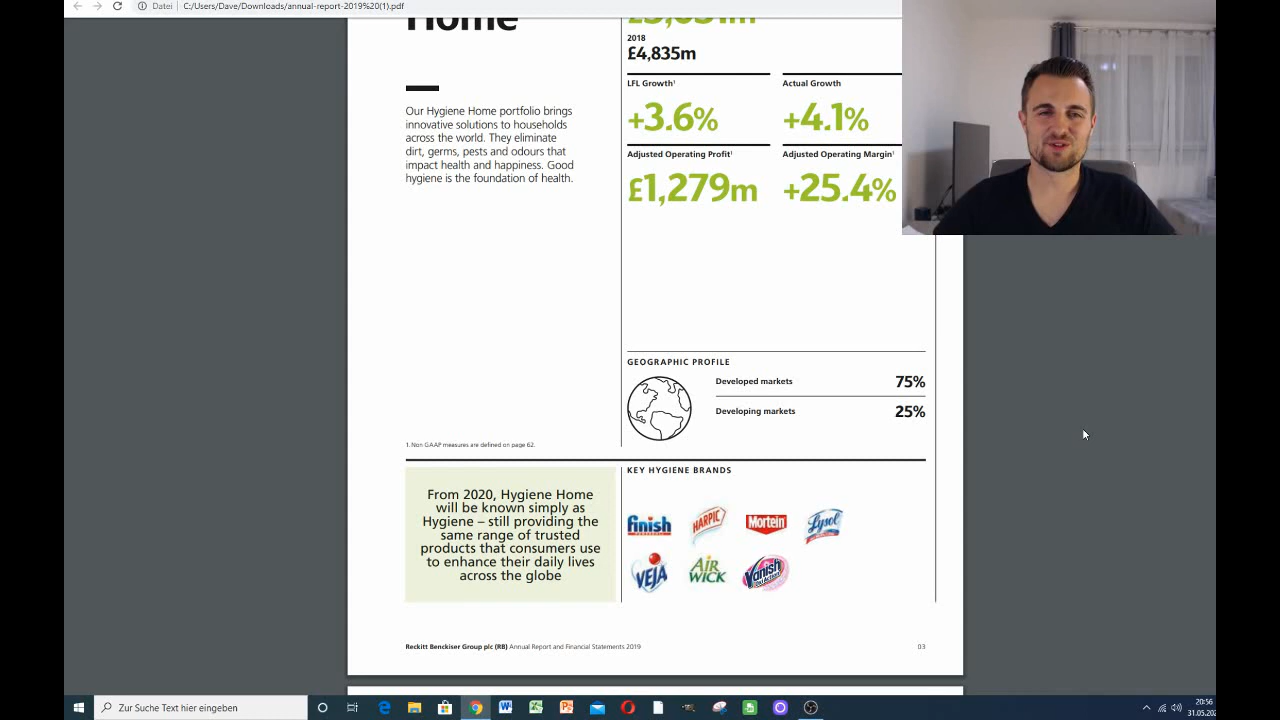 Datei
C:/Users/Dave/Downloads/annual-report-2019%20(1).pdf
Home
Our Hygiene Home portfolio brings
innovative solutions to households
across the world. They eliminate
dirt, germs, pests and odours that
impact health and happiness. Good
hygiene is the foundation of health.
1. Non GAAP measures are defined on page 62.
2018
£4,835m
LFL Growth¹
+3.6%
Actual Growth
+4.1%
Adjusted Operating Profit¹
£1,279m
Adjusted Operating Margin¹
+25.4%
GEOGRAPHIC PROFILE
Developed markets 75%
Developing markets 25%
From 2020, Hygiene Home
will be known simply as
Hygiene – still providing the
same range of trusted
products that consumers use
to enhance their daily lives
across the globe
KEY HYGIENE BRANDS
finish HARPIC Mortein Lysol
VEJA AIR WICK Vanish
Reckitt Benckiser Group plc (RB) Annual Report and Financial Statements 2019
03
Zur Suche Text hier eingeben
20:56